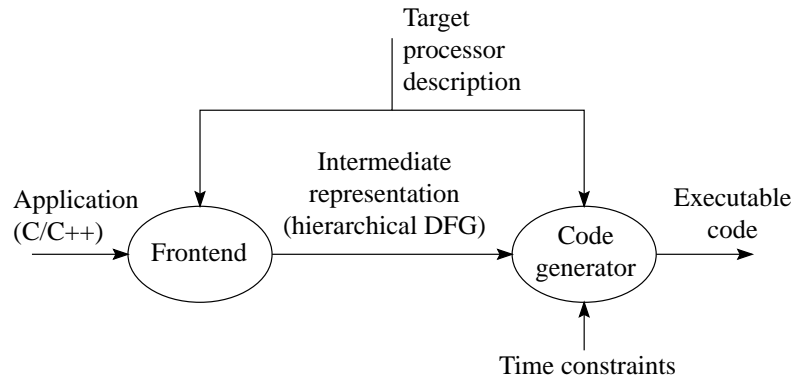 Target
processor
description
Intermediate
representation
(hierarchical DFG)
Application
(C/C++)
Frontend
Code
generator
Executable
code
Time constraints